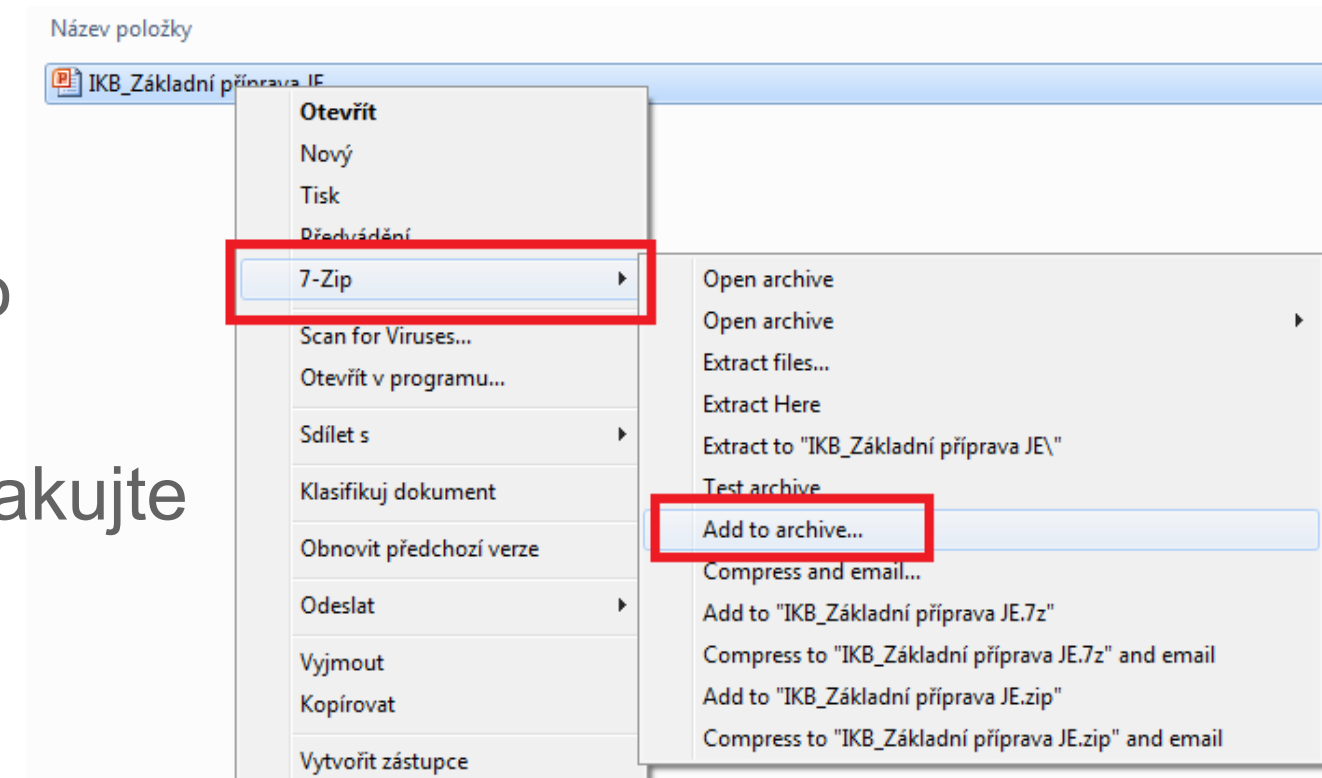 Název položky
IKB_Základní příprava JE
Otevřít
Nový
Tisk
Předvádění
7-Zip
Scan for Viruses...
Otevřít v programu...
Sdílet s
akujte
Klasifikuj dokument
Obnovit předchozí verze
Odeslat
Vyjmout
Kopírovat
Vytvořit zástupce
Open archive
Open archive
Extract files...
Extract Here
Extract to "IKB_Základní příprava JE\"
Test archive
Add to archive...
Compress and email...
Add to "IKB_Základní příprava JE.7z"
Compress to "IKB_Základní příprava JE.7z" and email
Add to "IKB_Základní příprava JE.zip"
Compress to "IKB_Základní příprava JE.zip" and email